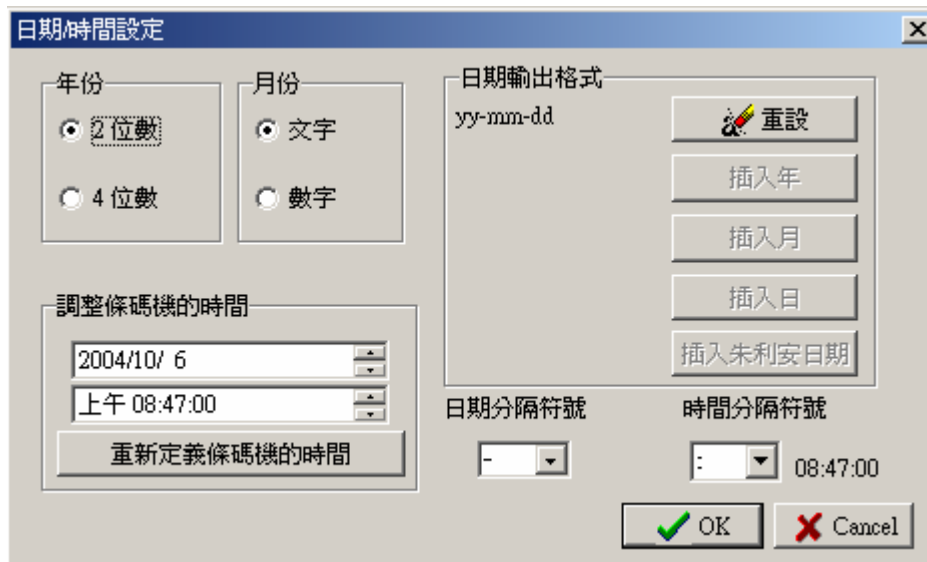 日期/時間設定
年份
2 位數
4 位數
月份
文字
數字
日期輸出格式
yy-mm-dd
重設
插入年
插入月
插入日
插入朱利安日期
調整條碼機的時間
2004/10/ 6
上午 08:47:00
重新定義條碼機的時間
日期分隔符號
-
時間分隔符號
:
08:47:00
OK
Cancel